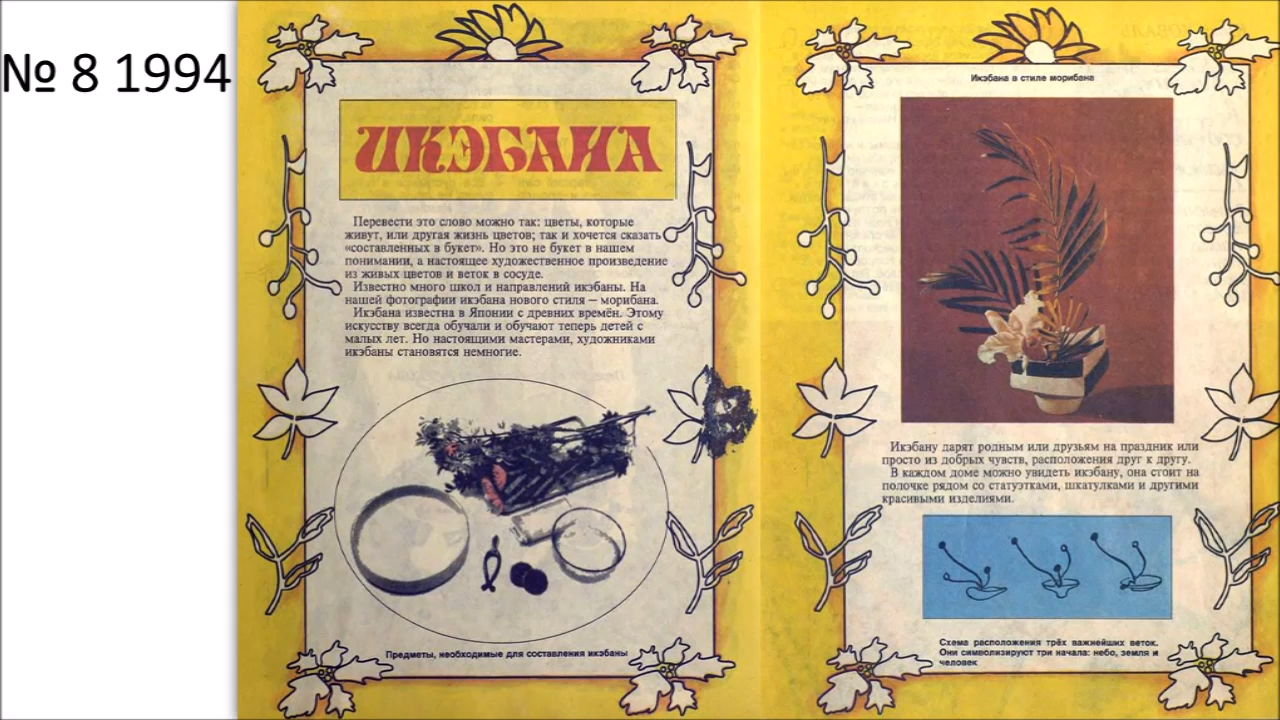 № 8 1994
ИКЭБАНА
Перевести это слово можно так: цветы, которые
живут, или другая жизнь цветов; так и хочется сказать
«составленных в букет». Но это не букет в нашем
понимании, а настоящее художественное произведение
из живых цветов и веток в сосуде.
Известно много школ и направлений икэбаны. На
нашей фотографии икэбана нового стиля — морибана.
Икэбана известна в Японии с древних времён. Этому
искусству всегда обучали и обучают теперь детей с
малых лет. Но настоящими мастерами, художниками
икэбаны становятся немногие.
Предметы, необходимые для составления икэбаны
Икэбана в стиле морибана
Икэбану дарят родным или друзьям на праздник или
просто из добрых чувств, расположения друг к другу.
В каждом доме можно увидеть икэбану, она стоит на
полочке рядом со статуэтками, шкатулками и другими
красивыми изделиями.
Схема расположения трёх важнейших веток.
Они символизируют три начала: небо, земля и
человек